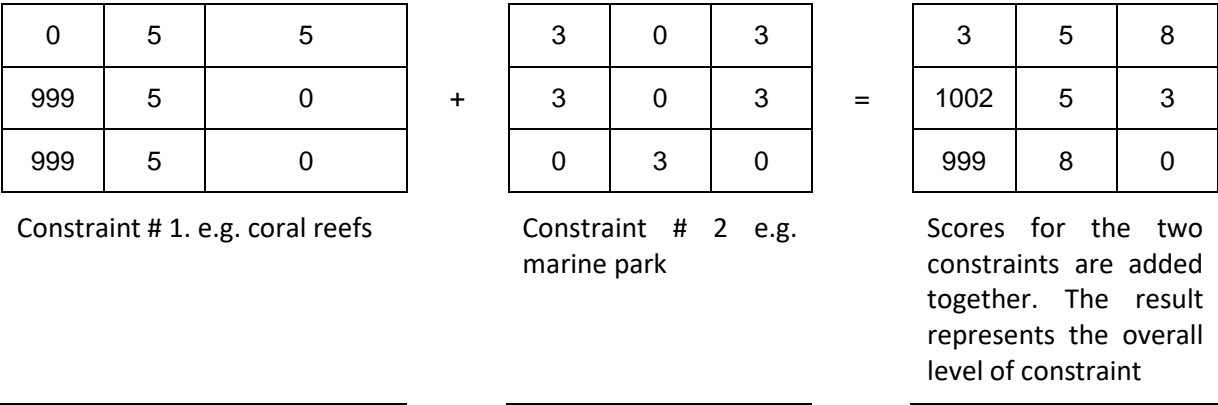 0 5 5 3 0 3 3 5 8
999 5 0 + 3 0 3 = 1002 5 3
999 5 0 0 3 0 999 8 0
Constraint # 1. e.g. coral reefs
Constraint # 2 e.g.
marine park
Scores for the two
constraints are added
together. The result
represents the overall
level of constraint